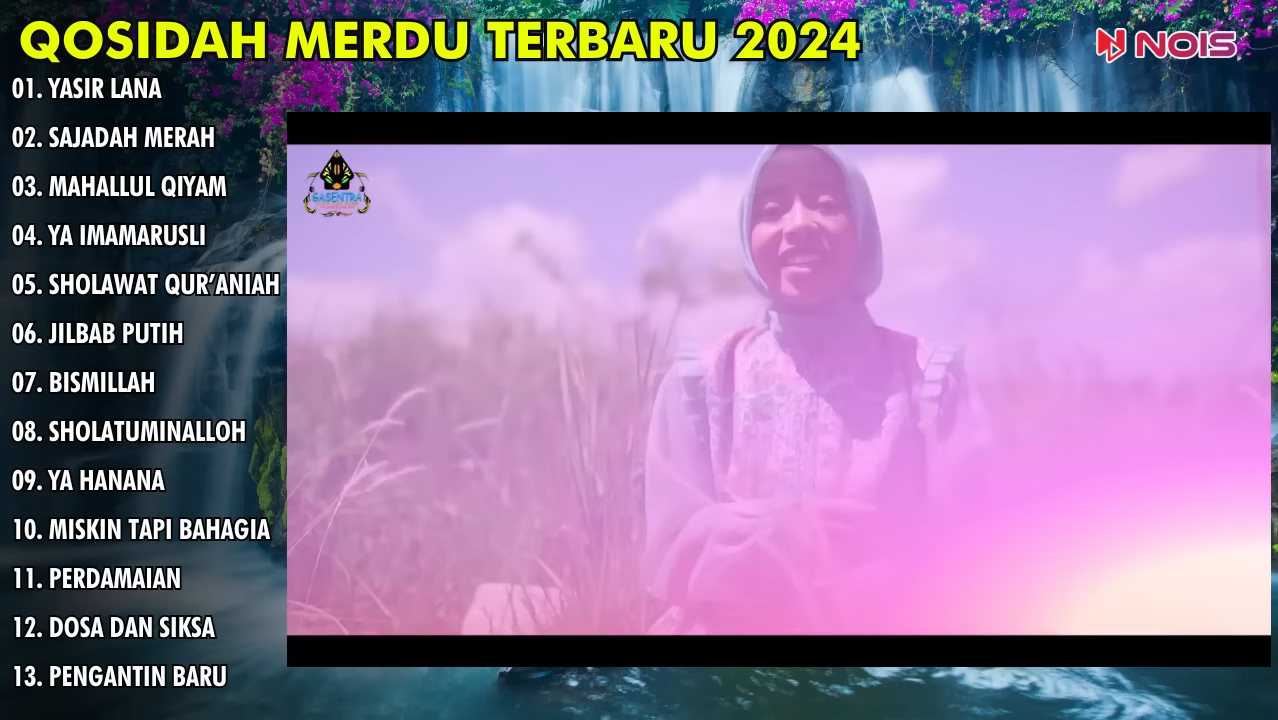 QOSIDAH MERDU TERBARU 2024
NOIS
01. YASIR LANA
02. SAJADAH MERAH
03. MAHALLUL QIYAM
04. YA IMAMARUSLI
05. SHOLAWAT QUR’ANIAH
06. JILBAB PUTIH
07. BISMILLAH
08. SHOLATUMINALLOH
09. YA HANANA
10. MISKIN TAPI BAHAGIA
11. PERDAMAIAN
12. DOSA DAN SIKSA
13. PENGANTIN BARU
GASENTRA